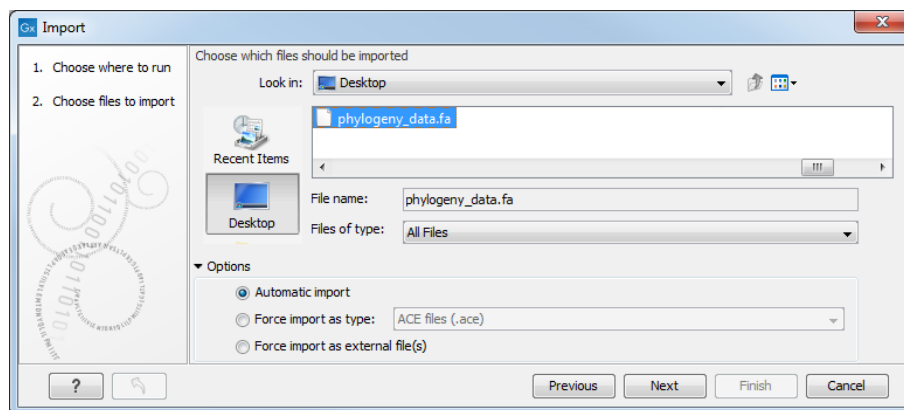 Gx Import
1. Choose where to run
2. Choose files to import
Choose which files should be imported
Look in: Desktop
phylogeny_data.fa
Recent Items
Desktop
File name: phylogeny_data.fa
Files of type: All Files
Options
Automatic import
Force import as type: ACE files (.ace)
Force import as external file(s)
? Previous Next Finish Cancel